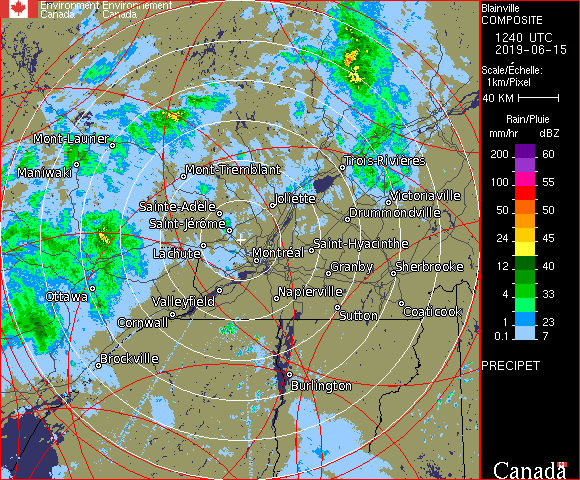 Environment Environnement
Canada Canada
Blainville
COMPOSITE
1240 UTC
2019-06-15
Scale/Échelle:
1km/Pixel
40 KM
Rain/Pluie
mm/hr dBZ
200 60
100 55
50 50
24 45
12 40
4 33
1 23
0.1 7
PRECIPET
Canada
Mont-Laurier
Maniwaki
Mont-Tremblant
Trois-Rivières
Sainte-Adèle
Joliette
Victoriaville
Saint-Jérôme
Drummondville
Lachute
Montréal
Saint-Hyacinthe
Granby
Sherbrooke
Ottawa
Valleyfield
Napierville
Cornwall
Sutton
Coaticook
Brockville
Burlington